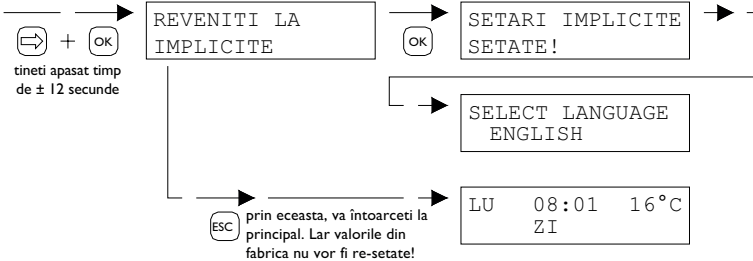 REVENITI LA
IMPLICITE
SETARI IMPLICITE
SETATE!
+ OK
OK
tineti apasat timp
de ± 12 secunde
SELECT LANGUAGE
ENGLISH
ESC
prin eceasta, va întoarceti la
principal. Lar valorile din
fabrica nu vor fi re-setate!
LU 08:01 16°C
ZI